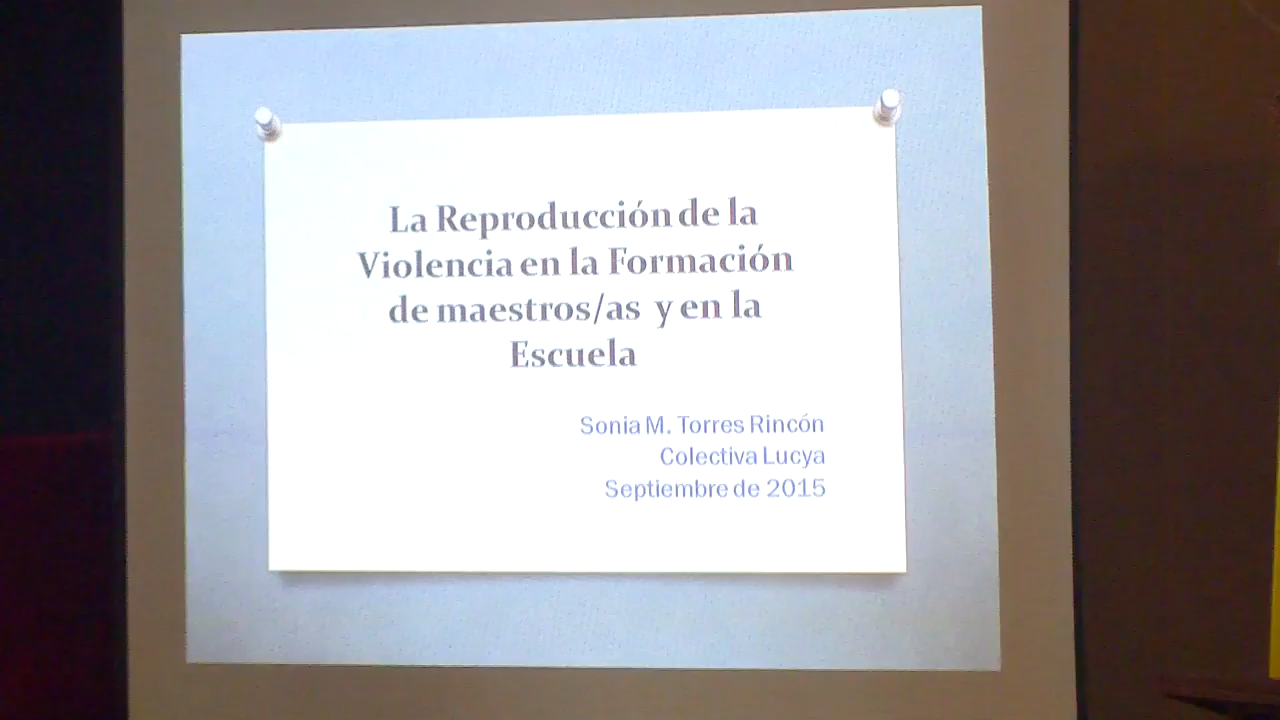 La Reproducción de la
Violencia en la Formación
de maestros/as y en la
Escuela
Sonia M. Torres Rincón
Colectiva Lucya
Septiembre de 2015